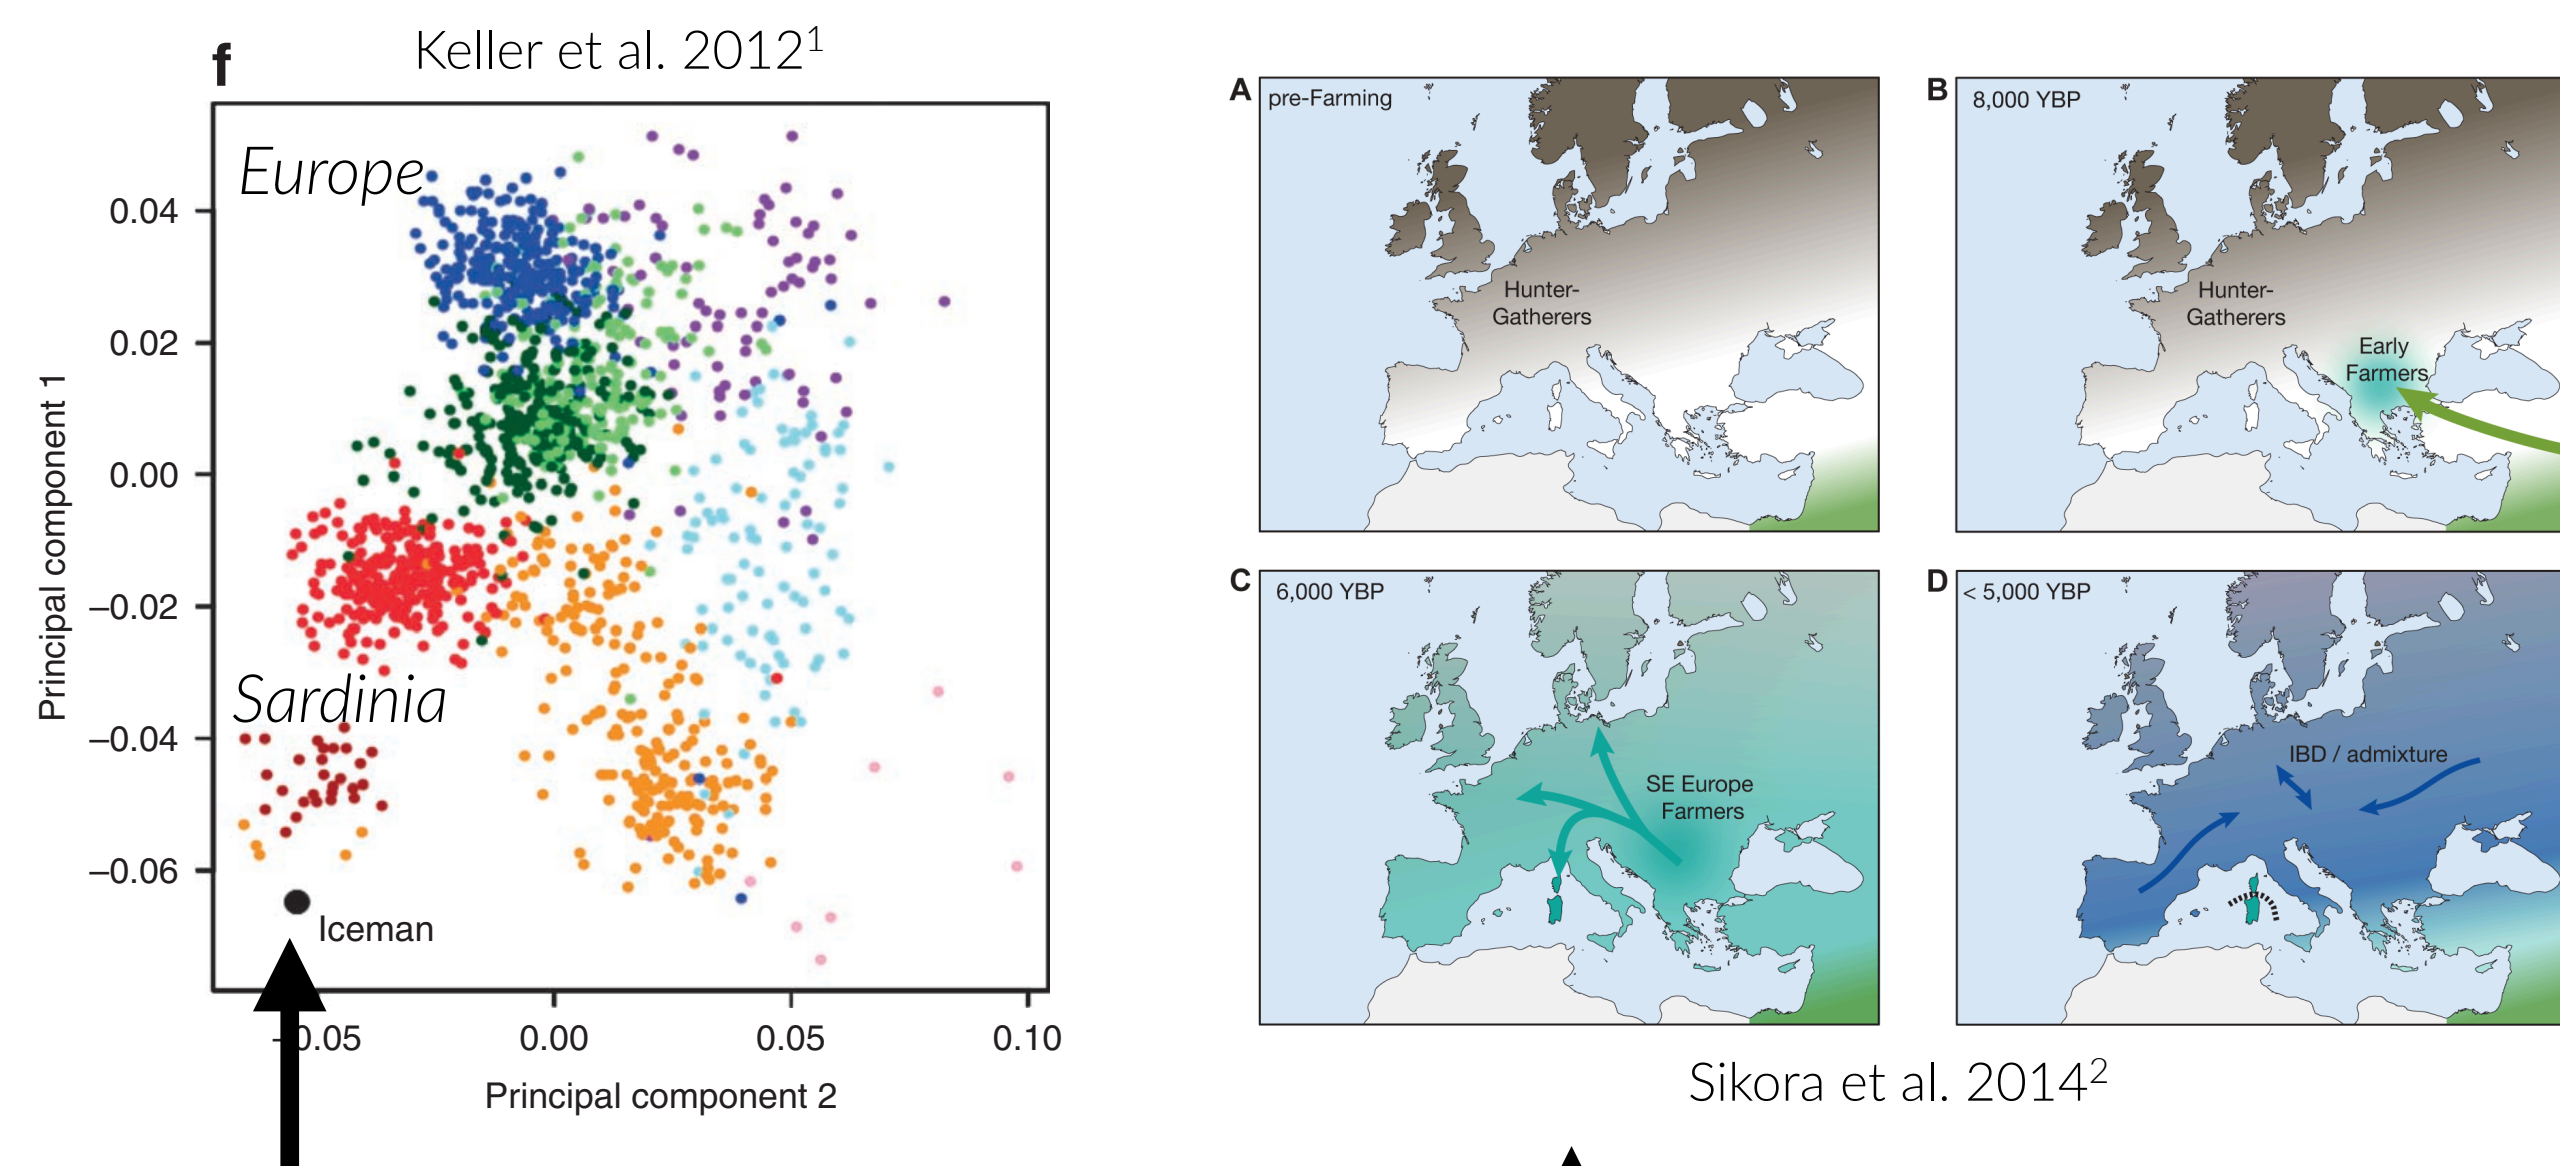 f
Keller et al. 2012¹
Europe
Sardinia
Iceman
0.04
0.02
0.00
−0.02
−0.04
−0.06
Principal component 1
−0.05
0.00
0.05
0.10
Principal component 2
A
pre-Farming
Hunter-
Gatherers
B
8,000 YBP
Hunter-
Gatherers
Early
Farmers
C
6,000 YBP
SE Europe
Farmers
D
< 5,000 YBP
IBD / admixture
Sikora et al. 2014²